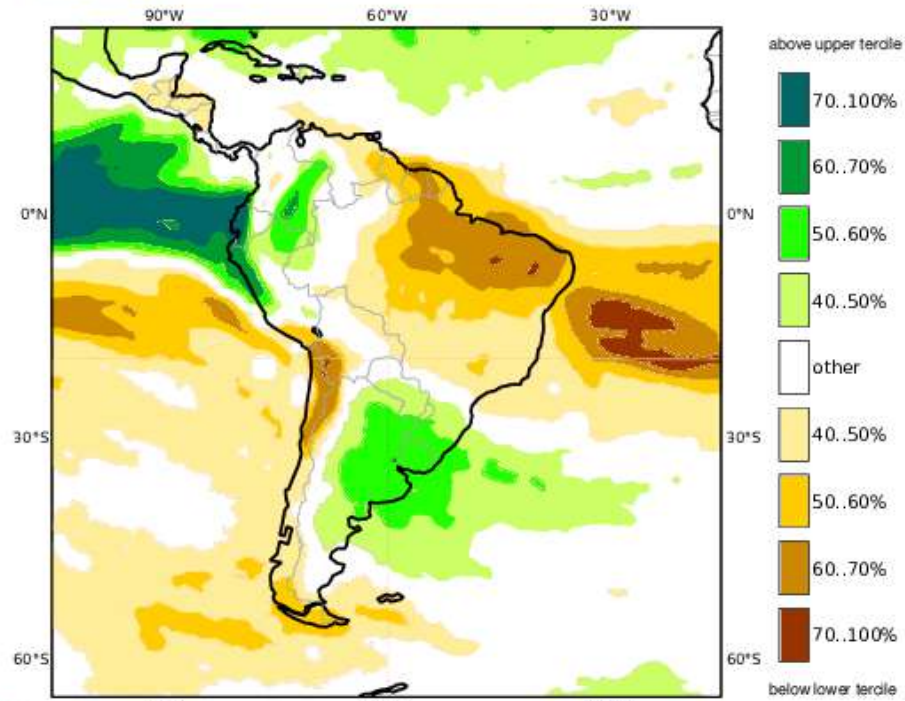 90°W 60°W 30°W
above upper tercile
70..100%
60..70%
0°N 0°N
50..60%
40..50%
other
40..50%
30°S 30°S
50..60%
60..70%
70..100%
60°S 60°S
below lower tercile